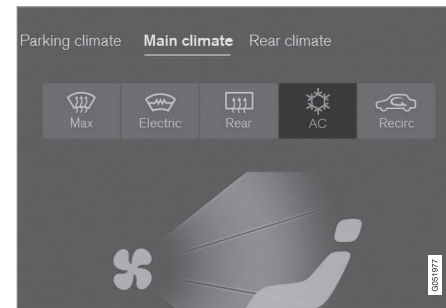 Parking climate Main climate Rear climate
Max Electric Rear AC Recirc
G051977